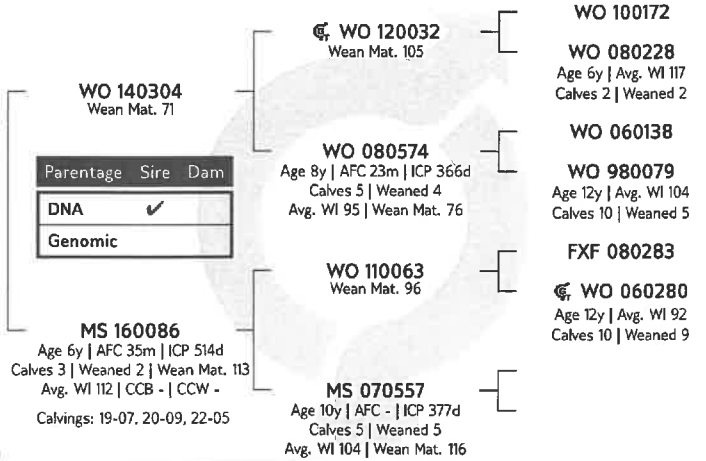 WO 140304
Wean Mat. 71
Parentage Sire Dam
DNA ✔
Genomic
MS 160086
Age 6y | AFC 35m | ICP 514d
Calves 3 | Weaned 2 | Wean Mat. 113
Avg. WI 112 | CCB - | CCW -
Calvings: 19-07, 20-09, 22-05
WO 120032
Wean Mat. 105
WO 080574
Age 8y | AFC 23m | ICP 366d
Calves 5 | Weaned 4
Avg. WI 95 | Wean Mat. 76
WO 110063
Wean Mat. 96
MS 070557
Age 10y | AFC - | ICP 377d
Calves 5 | Weaned 5
Avg. WI 104 | Wean Mat. 116
WO 100172
WO 080228
Age 6y | Avg. WI 117
Calves 2 | Weaned 2
WO 060138
WO 980079
Age 12y | Avg. WI 104
Calves 10 | Weaned 5
FXF 080283
WO 060280
Age 12y | Avg. WI 92
Calves 10 | Weaned 9